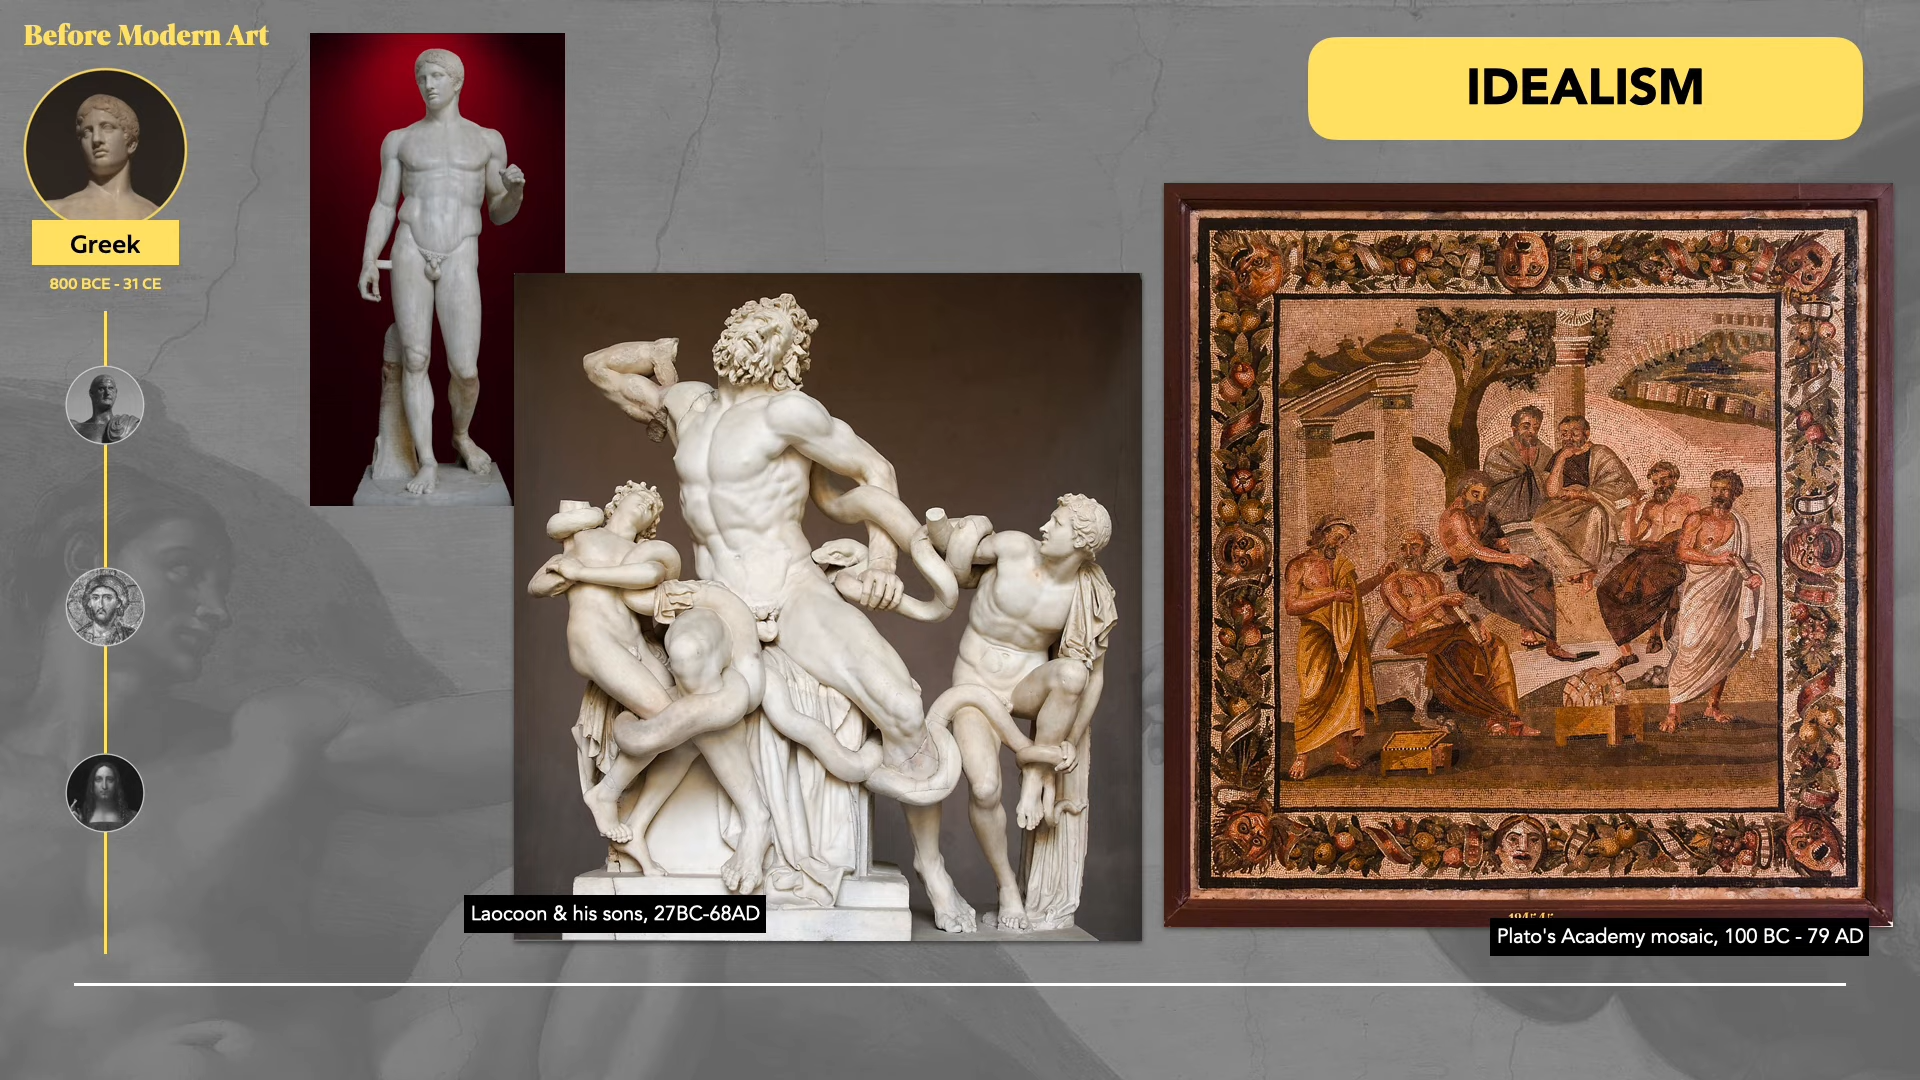 Before Modern Art
IDEALISM
Greek
800 BCE - 31 CE
Laocoon & his sons, 27BC-68AD
Plato's Academy mosaic, 100 BC - 79 AD